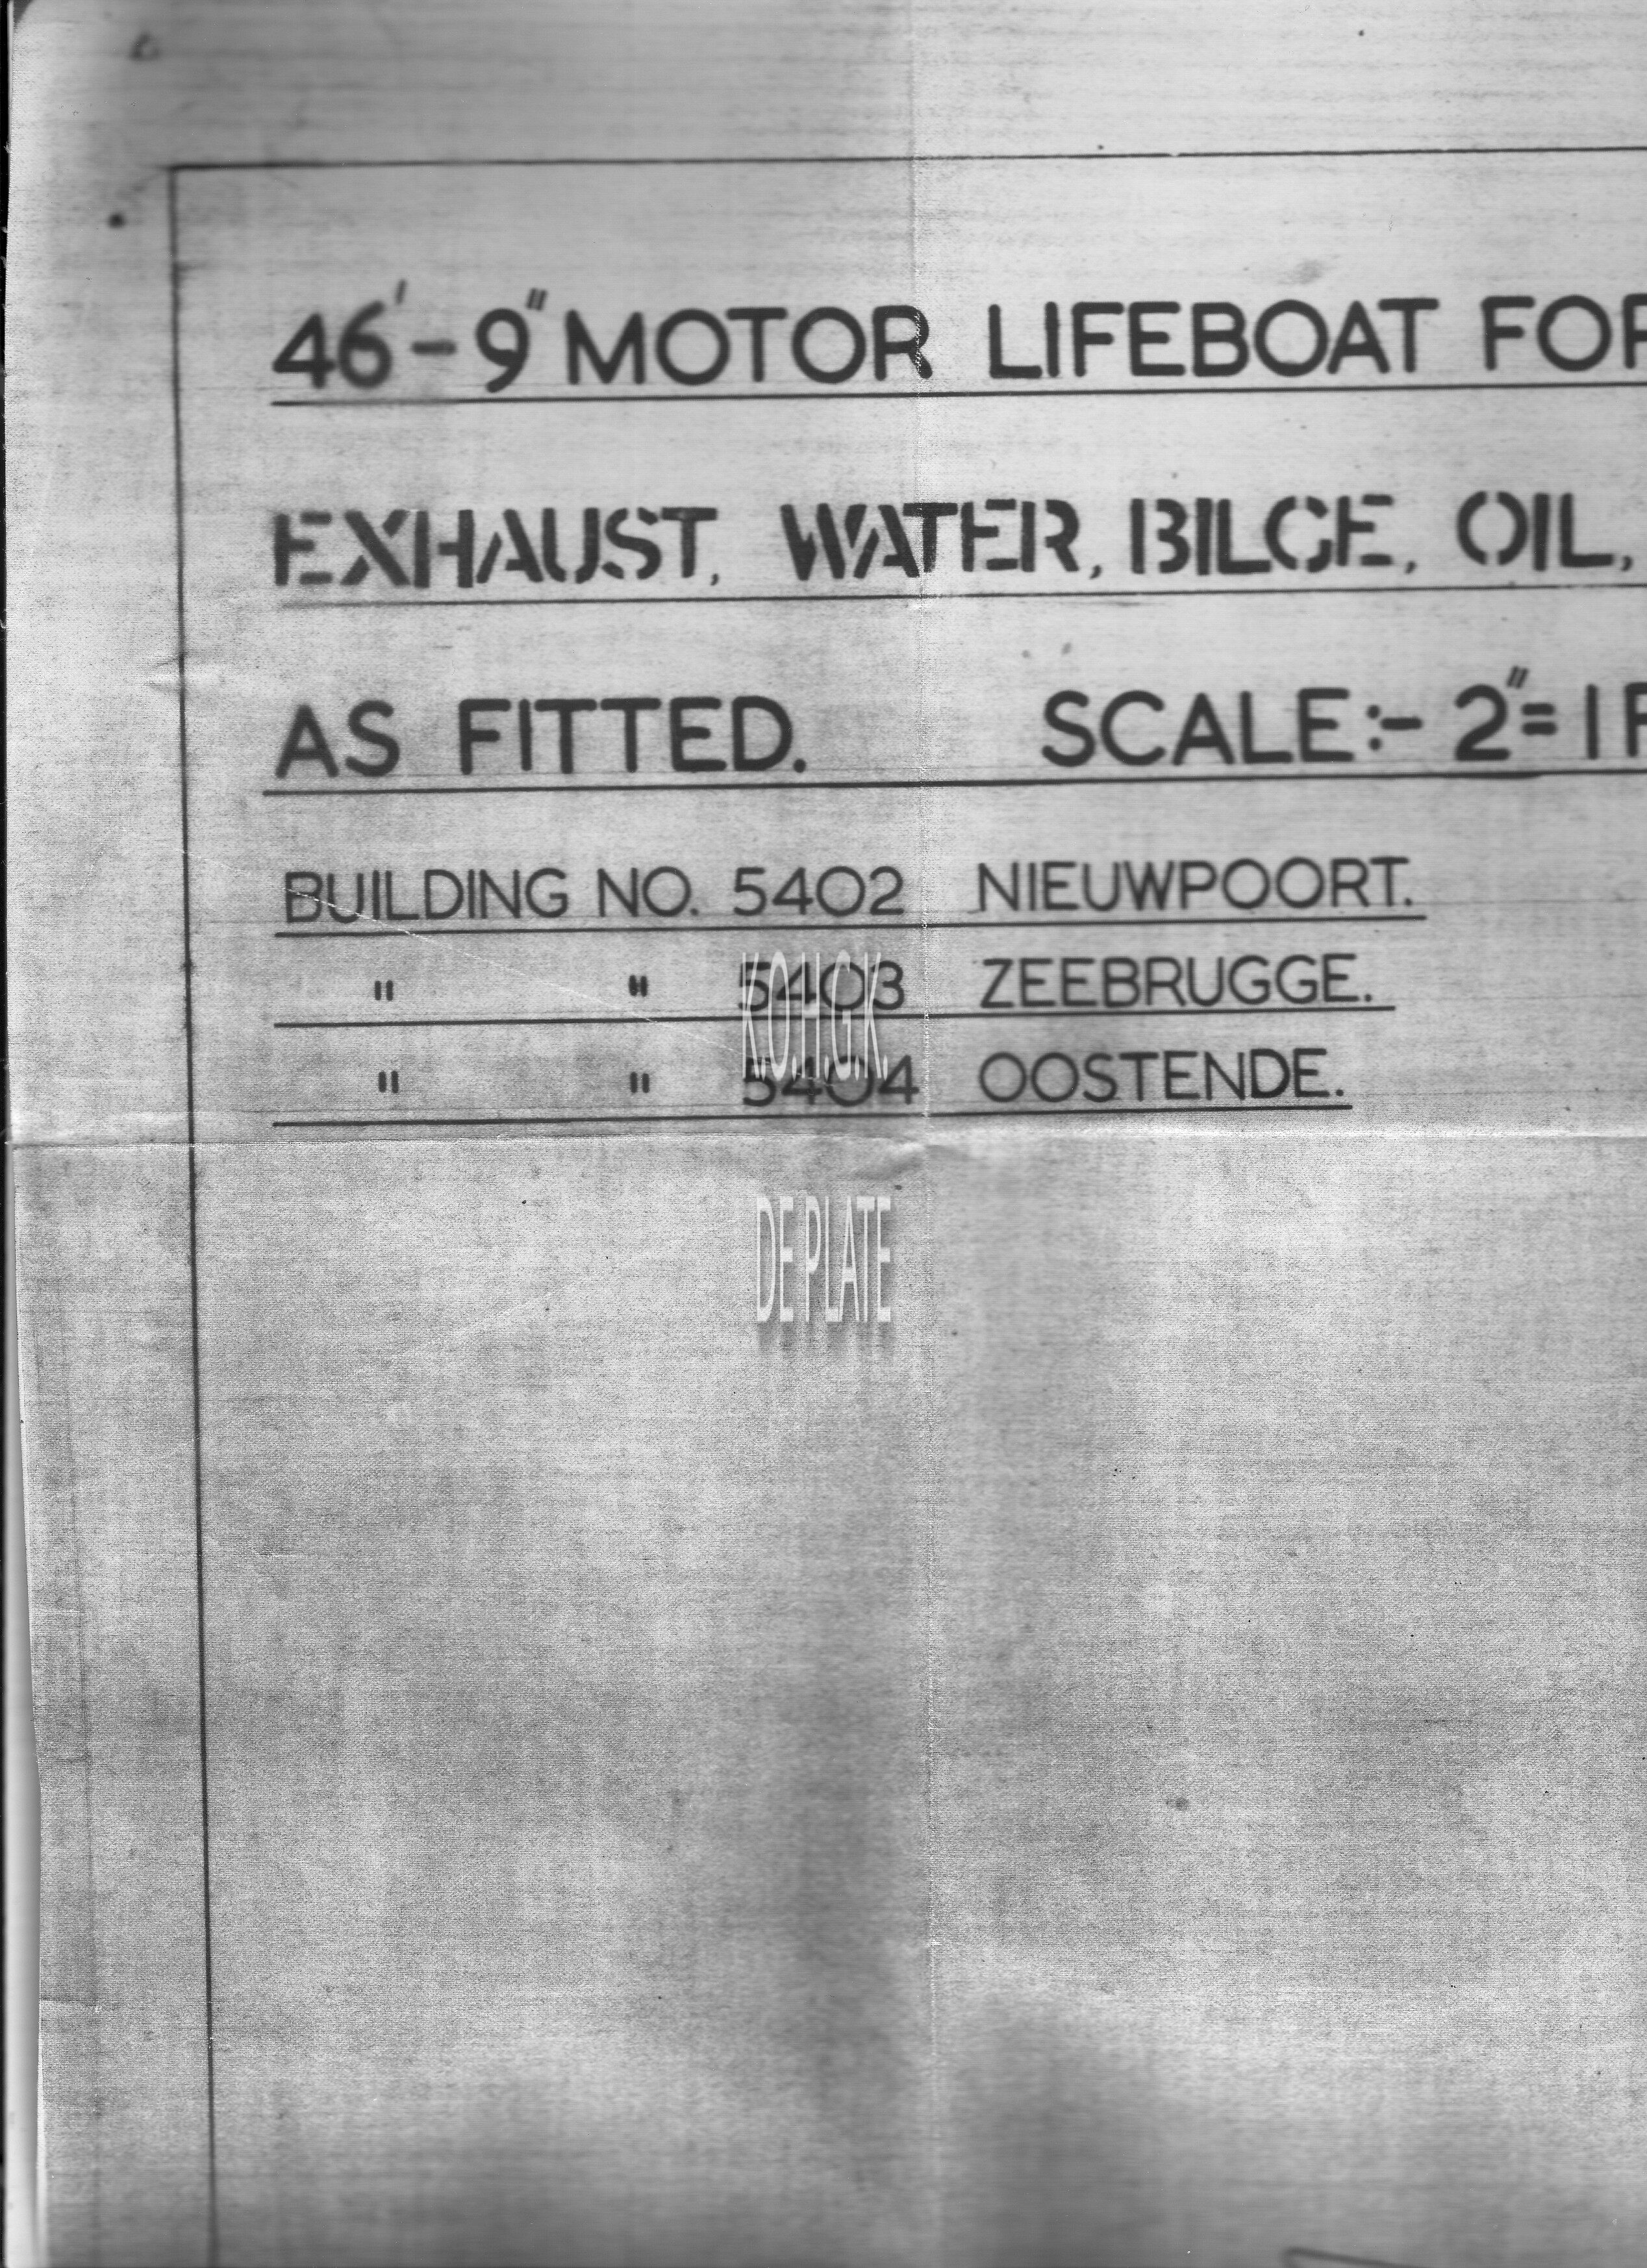 46'-9" MOTOR LIFEBOAT FOR
EXHAUST, WATER, BILGE, OIL,
AS FITTED. SCALE:- 2"= 1 F
BUILDING NO. 5402 NIEUWPOORT.
" " 5403 ZEEBRUGGE.
" " 5404 OOSTENDE.
K.O.H.G.K.
DE PLATE